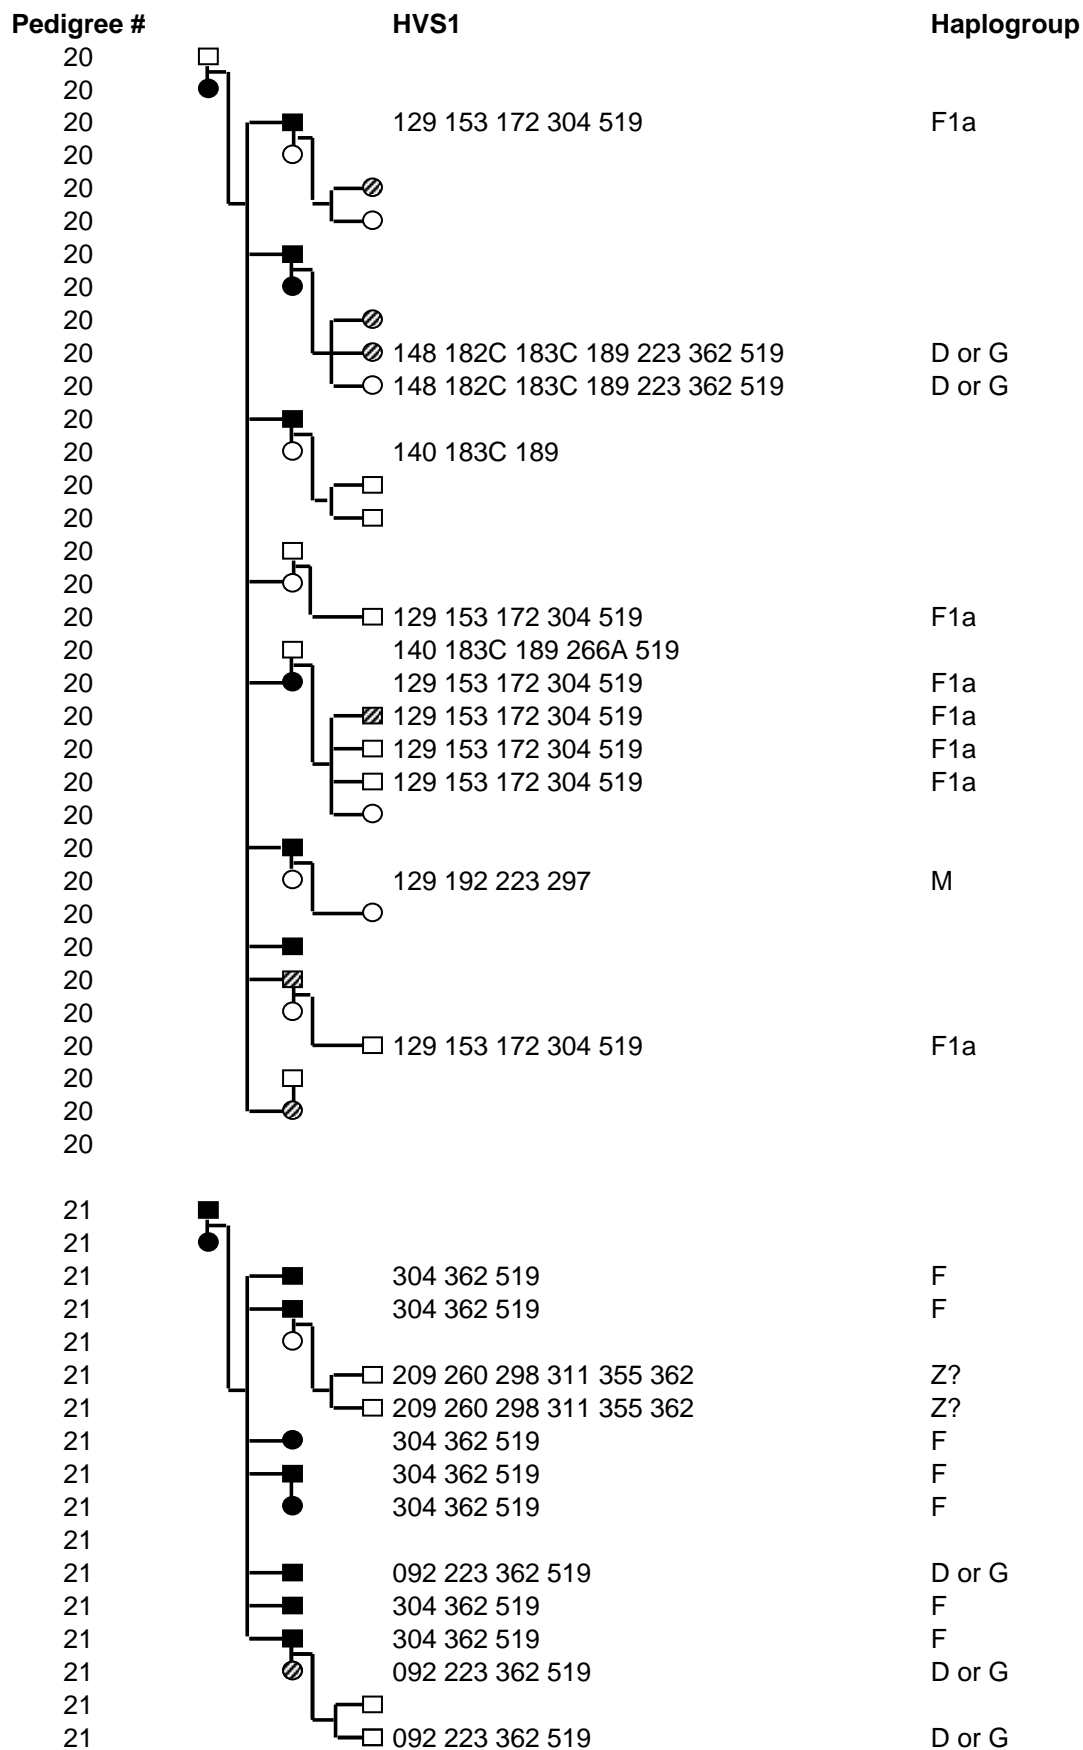 Pedigree # HVS1 Haplogroup
20
20
20 129 153 172 304 519 F1a
20
20
20
20
20
20
20 148 182C 183C 189 223 362 519 D or G
20 148 182C 183C 189 223 362 519 D or G
20
20 140 183C 189
20
20
20
20
20 129 153 172 304 519 F1a
20 140 183C 189 266A 519
20 129 153 172 304 519 F1a
20 129 153 172 304 519 F1a
20 129 153 172 304 519 F1a
20 129 153 172 304 519 F1a
20
20
20 129 192 223 297 M
20
20
20
20
20 129 153 172 304 519 F1a
20
20
20
21
21
21 304 362 519 F
21 304 362 519 F
21
21 209 260 298 311 355 362 Z?
21 209 260 298 311 355 362 Z?
21 304 362 519 F
21 304 362 519 F
21 304 362 519 F
21
21 092 223 362 519 D or G
21 304 362 519 F
21 304 362 519 F
21 092 223 362 519 D or G
21
21 092 223 362 519 D or G